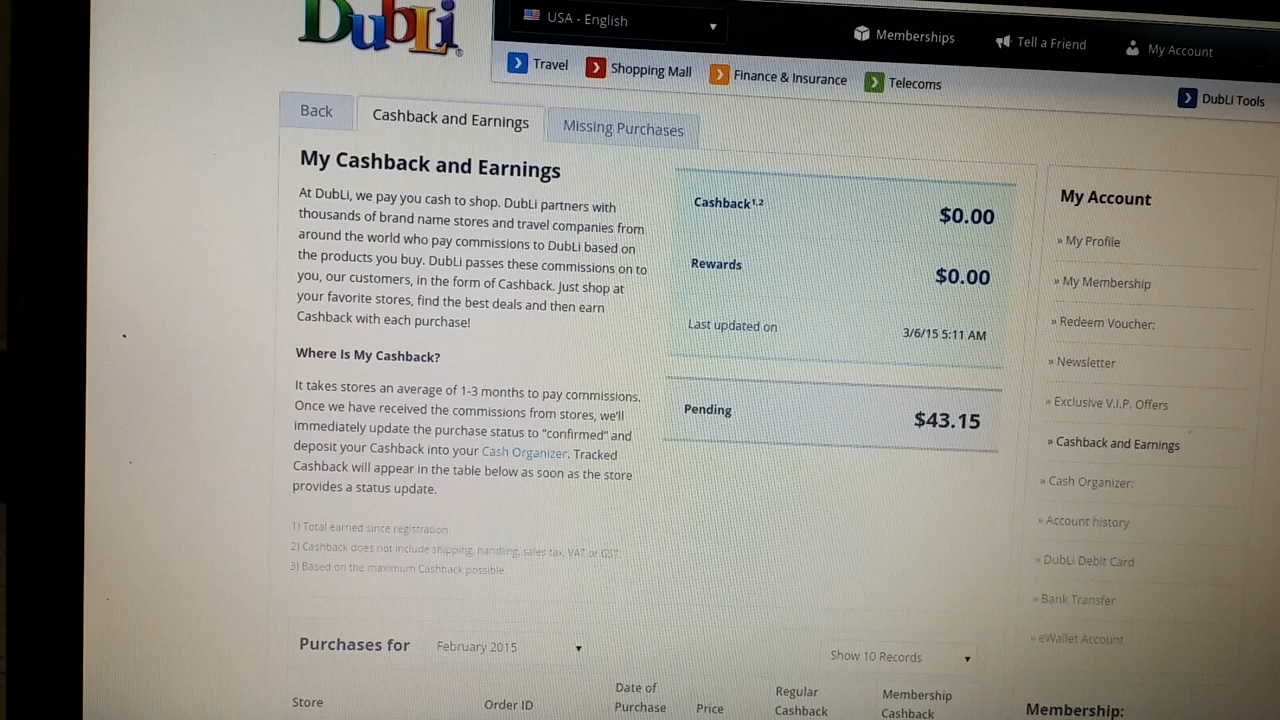 DubLi
USA - English
Memberships
Tell a Friend
My Account
Travel
Shopping Mall
Finance & Insurance
Telecoms
DubLi Tools
Back
Cashback and Earnings
Missing Purchases
My Cashback and Earnings
At DubLi, we pay you cash to shop. DubLi partners with
thousands of brand name stores and travel companies from
around the world who pay commissions to DubLi based on
the products you buy. DubLi passes these commissions on to
you, our customers, in the form of Cashback. Just shop at
your favorite stores, find the best deals and then earn
Cashback with each purchase!
Where Is My Cashback?
It takes stores an average of 1-3 months to pay commissions.
Once we have received the commissions from stores, we'll
immediately update the purchase status to "confirmed" and
deposit your Cashback into your Cash Organizer. Tracked
Cashback will appear in the table below as soon as the store
provides a status update.
1) Total earned since registration
2) Cashback does not include shipping, handling, sales tax, VAT or GST.
3) Based on the maximum Cashback possible
Cashback1,2 $0.00
Rewards $0.00
Last updated on 3/6/15 5:11 AM
Pending $43.15
My Account
» My Profile
» My Membership
» Redeem Voucher:
» Newsletter
» Exclusive V.I.P. Offers
» Cashback and Earnings
» Cash Organizer:
» Account history
» DubLi Debit Card
» Bank Transfer
» eWallet Account
Membership:
Purchases for February 2015
Show 10 Records
Store
Order ID
Date of
Purchase
Price
Regular
Cashback
Membership
Cashback